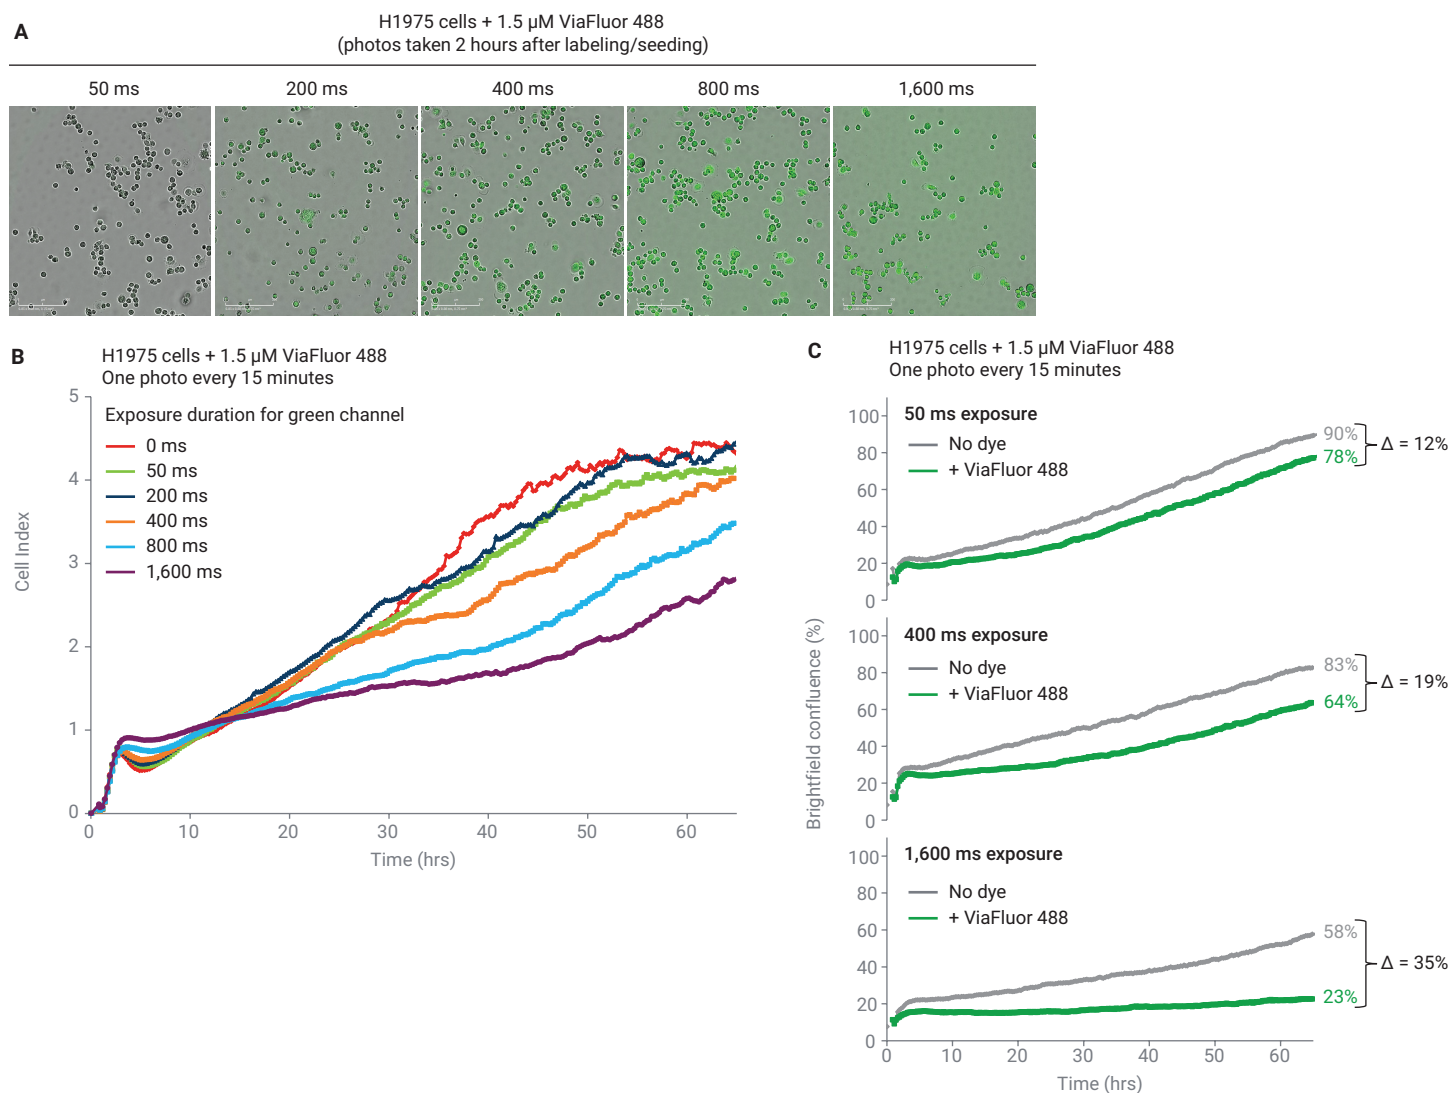 A
H1975 cells + 1.5 µM ViaFluor 488
(photos taken 2 hours after labeling/seeding)
50 ms
200 ms
400 ms
800 ms
1,600 ms
B
H1975 cells + 1.5 µM ViaFluor 488
One photo every 15 minutes
Exposure duration for green channel
0 ms
50 ms
200 ms
400 ms
800 ms
1,600 ms
Cell Index
5
4
3
2
1
0
0 10 20 30 40 50 60
Time (hrs)
C
H1975 cells + 1.5 µM ViaFluor 488
One photo every 15 minutes
Brightfield confluence (%)
50 ms exposure
No dye
+ ViaFluor 488
100
80
60
40
20
0
90%
78%
Δ = 12%
400 ms exposure
No dye
+ ViaFluor 488
100
80
60
40
20
0
83%
64%
Δ = 19%
1,600 ms exposure
No dye
+ ViaFluor 488
100
80
60
40
20
0
58%
23%
Δ = 35%
0 10 20 30 40 50 60
Time (hrs)